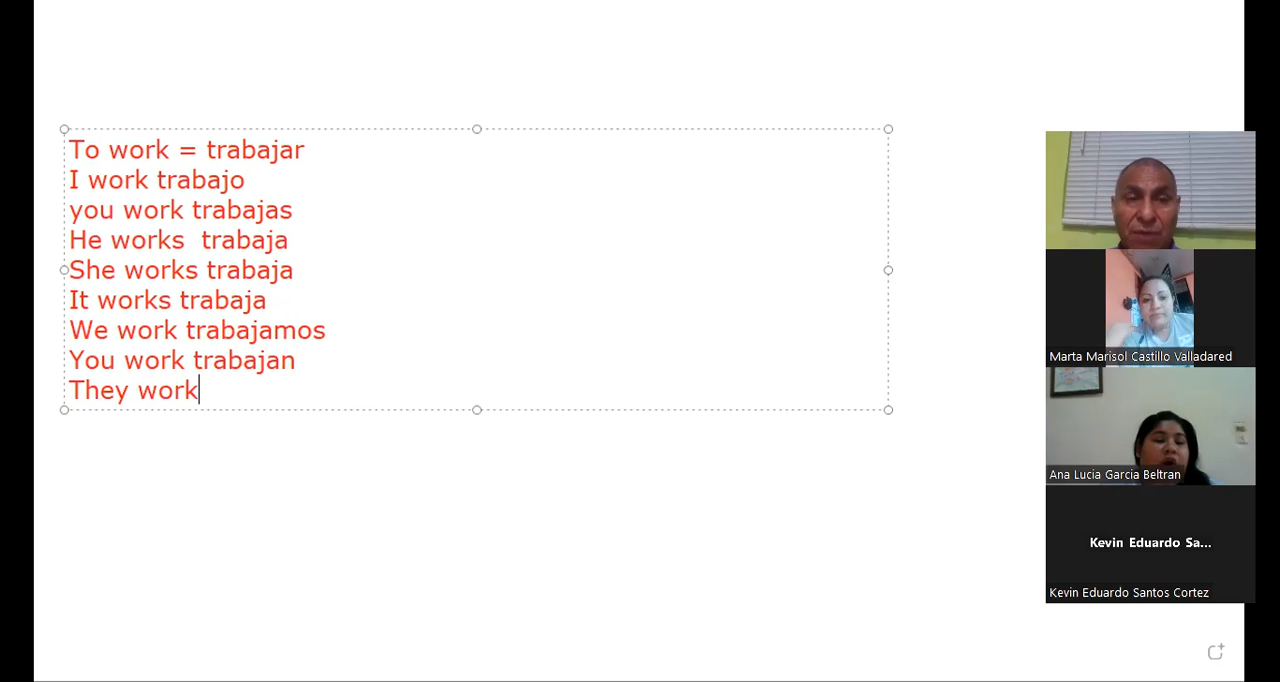 To work = trabajar
I work trabajo
you work trabajas
He works  trabaja
She works trabaja
It works trabaja
We work trabajamos
You work trabajan
They work
Marta Marisol Castillo Valladared
Ana Lucia Garcia Beltran
Kevin Eduardo Sa...
Kevin Eduardo Santos Cortez